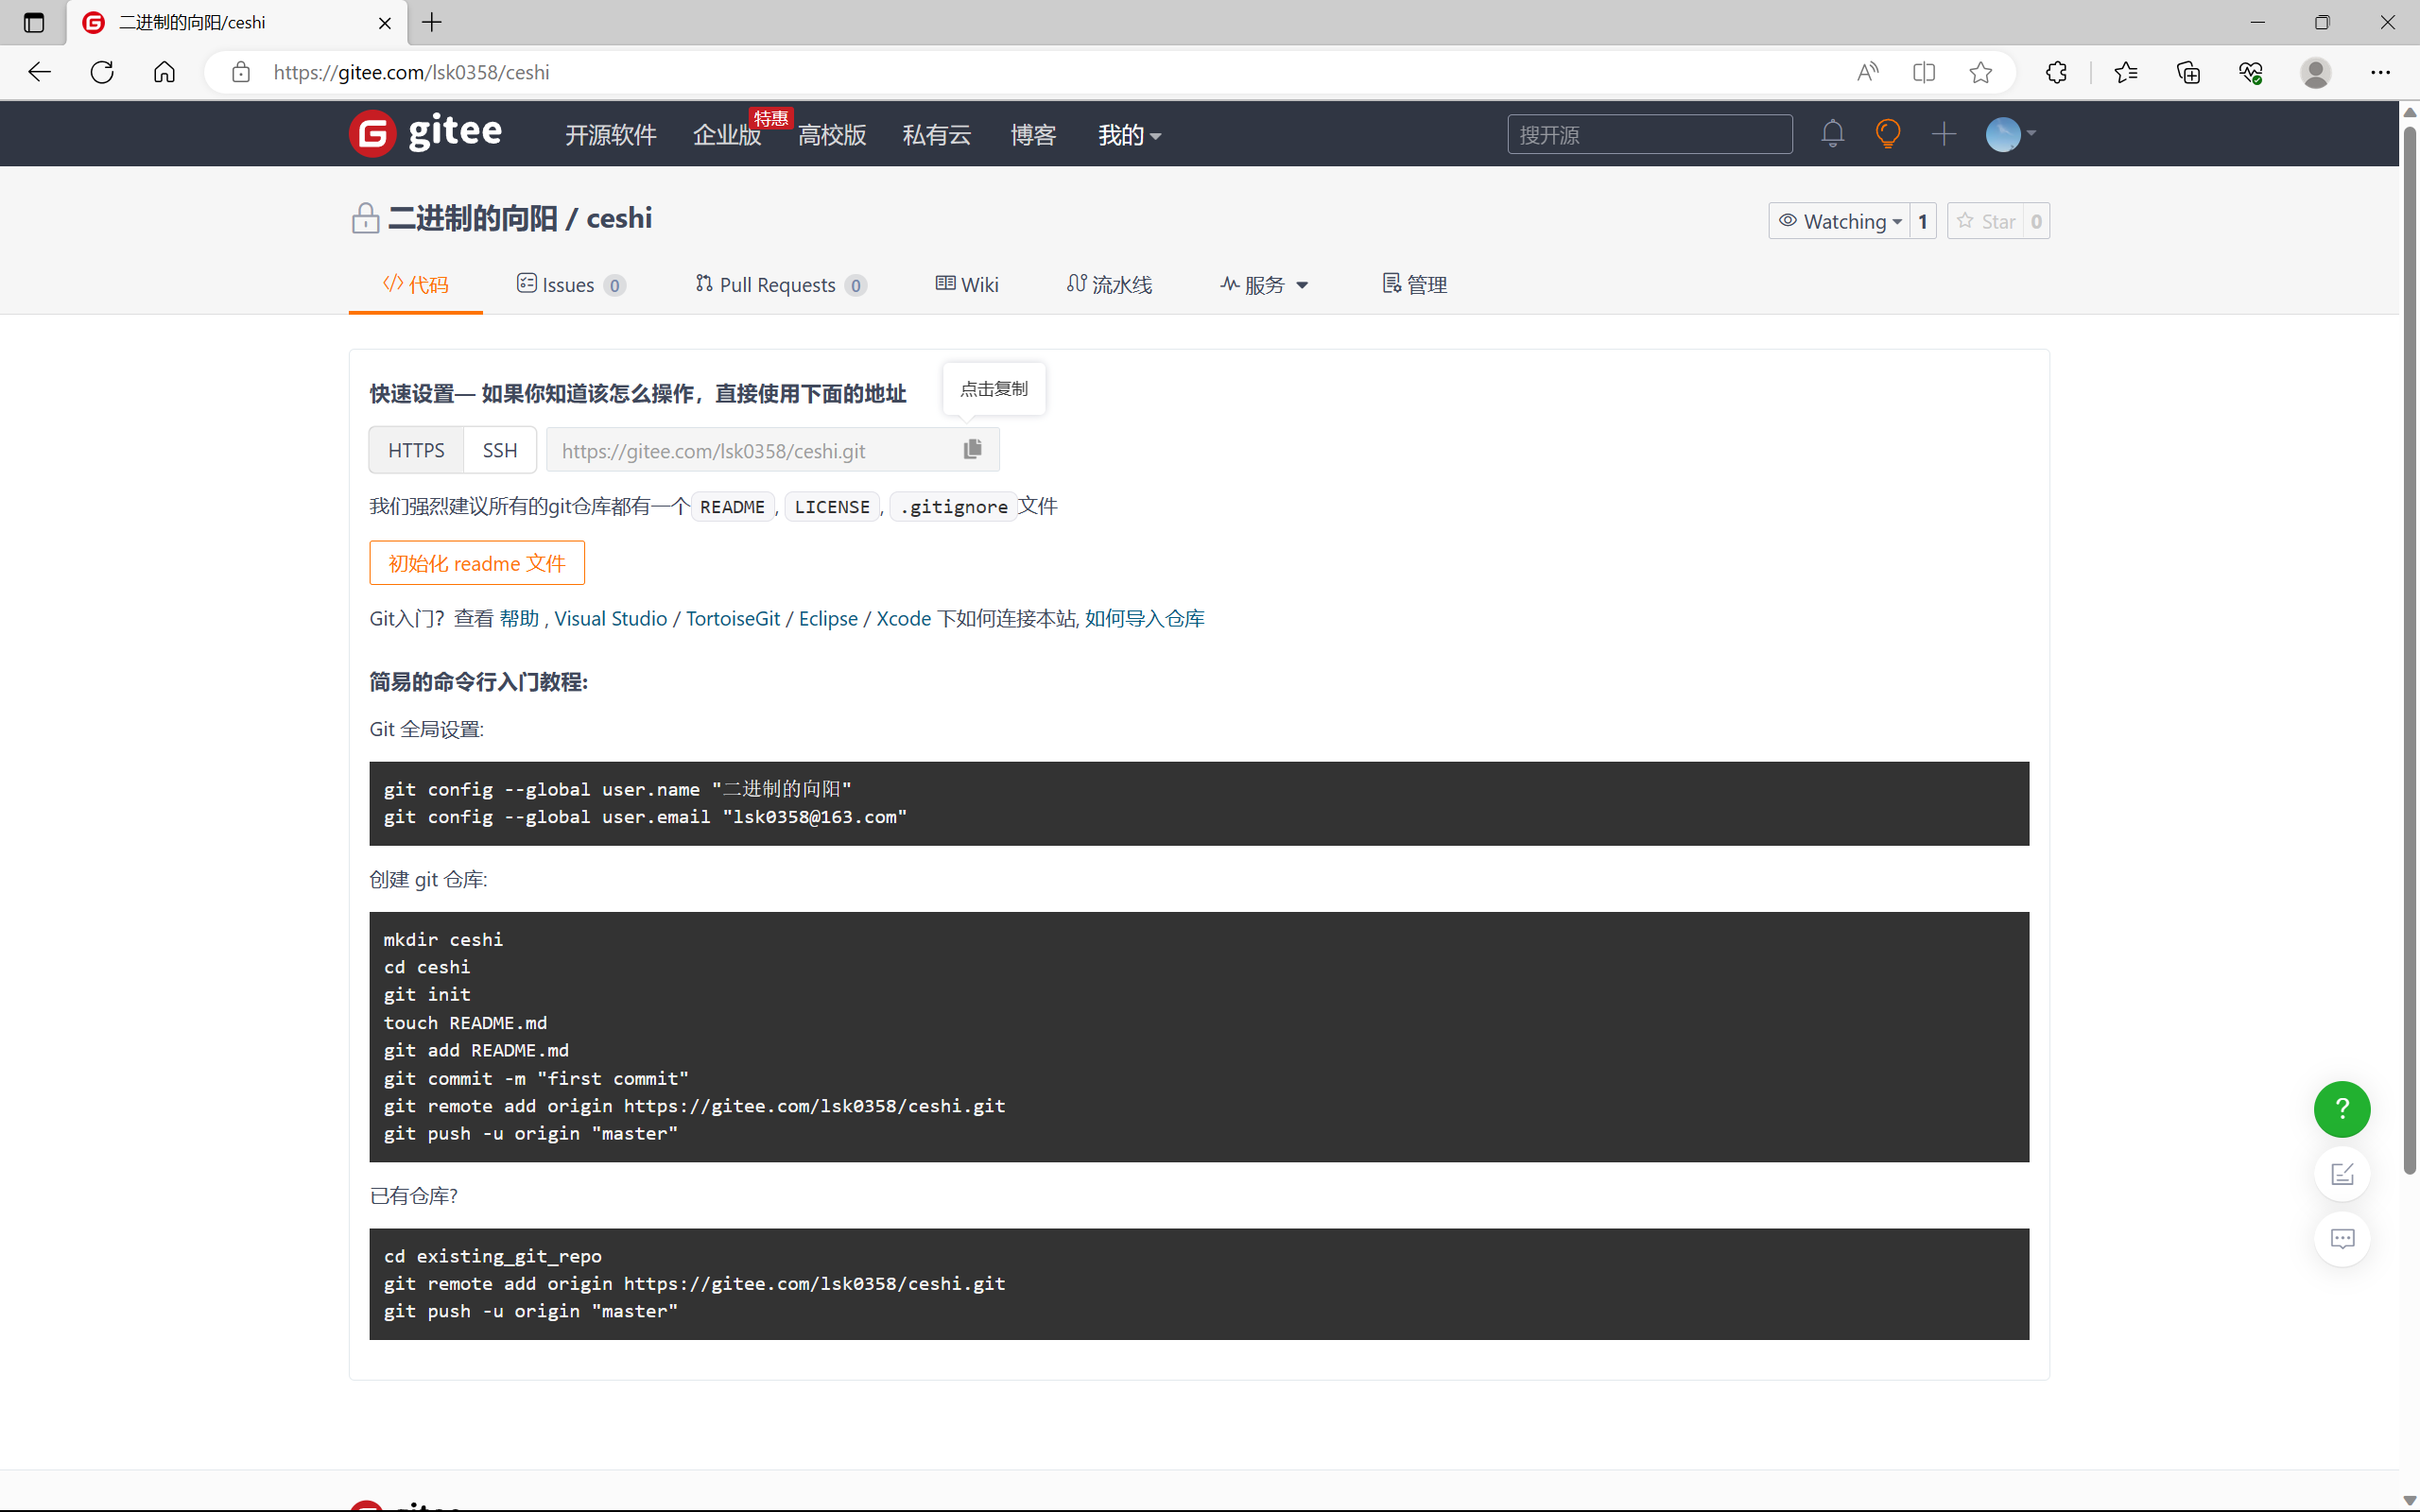 二进制的向阳/ceshi
https://gitee.com/lsk0358/ceshi
gitee 开源软件 企业版 特惠 高校版 私有云 博客 我的 搜开源
二进制的向阳 / ceshi
Watching 1 Star 0
代码 Issues 0 Pull Requests 0 Wiki 流水线 服务 管理
点击复制
快速设置— 如果你知道该怎么操作，直接使用下面的地址
HTTPS SSH https://gitee.com/lsk0358/ceshi.git
我们强烈建议所有的git仓库都有一个 README , LICENSE , .gitignore 文件
初始化 readme 文件
Git入门？查看 帮助 , Visual Studio / TortoiseGit / Eclipse / Xcode 下如何连接本站, 如何导入仓库
简易的命令行入门教程:
Git 全局设置:
git config --global user.name "二进制的向阳"
git config --global user.email "lsk0358@163.com"
创建 git 仓库:
mkdir ceshi
cd ceshi
git init
touch README.md
git add README.md
git commit -m "first commit"
git remote add origin https://gitee.com/lsk0358/ceshi.git
git push -u origin "master"
已有仓库?
cd existing_git_repo
git remote add origin https://gitee.com/lsk0358/ceshi.git
git push -u origin "master"
?